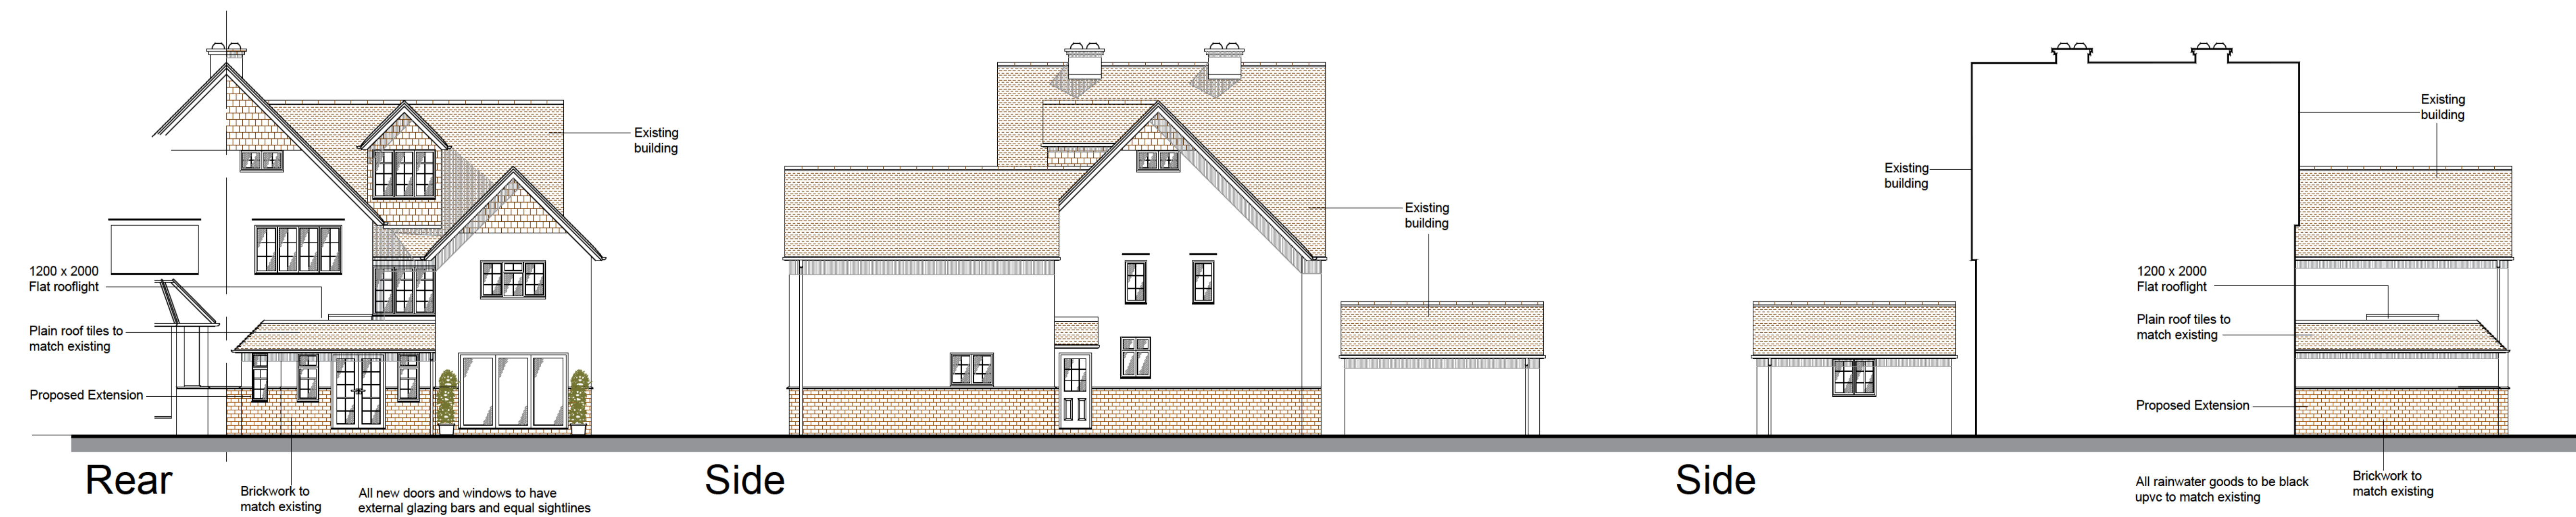 Existing
building
1200 x 2000
Flat rooflight
Plain roof tiles to
match existing
Proposed Extension
Rear
Brickwork to
match existing
All new doors and windows to have
external glazing bars and equal sightlines
Existing
building
Side
Existing
building
Existing
building
1200 x 2000
Flat rooflight
Plain roof tiles to
match existing
Proposed Extension
Side
All rainwater goods to be black
upvc to match existing
Brickwork to
match existing